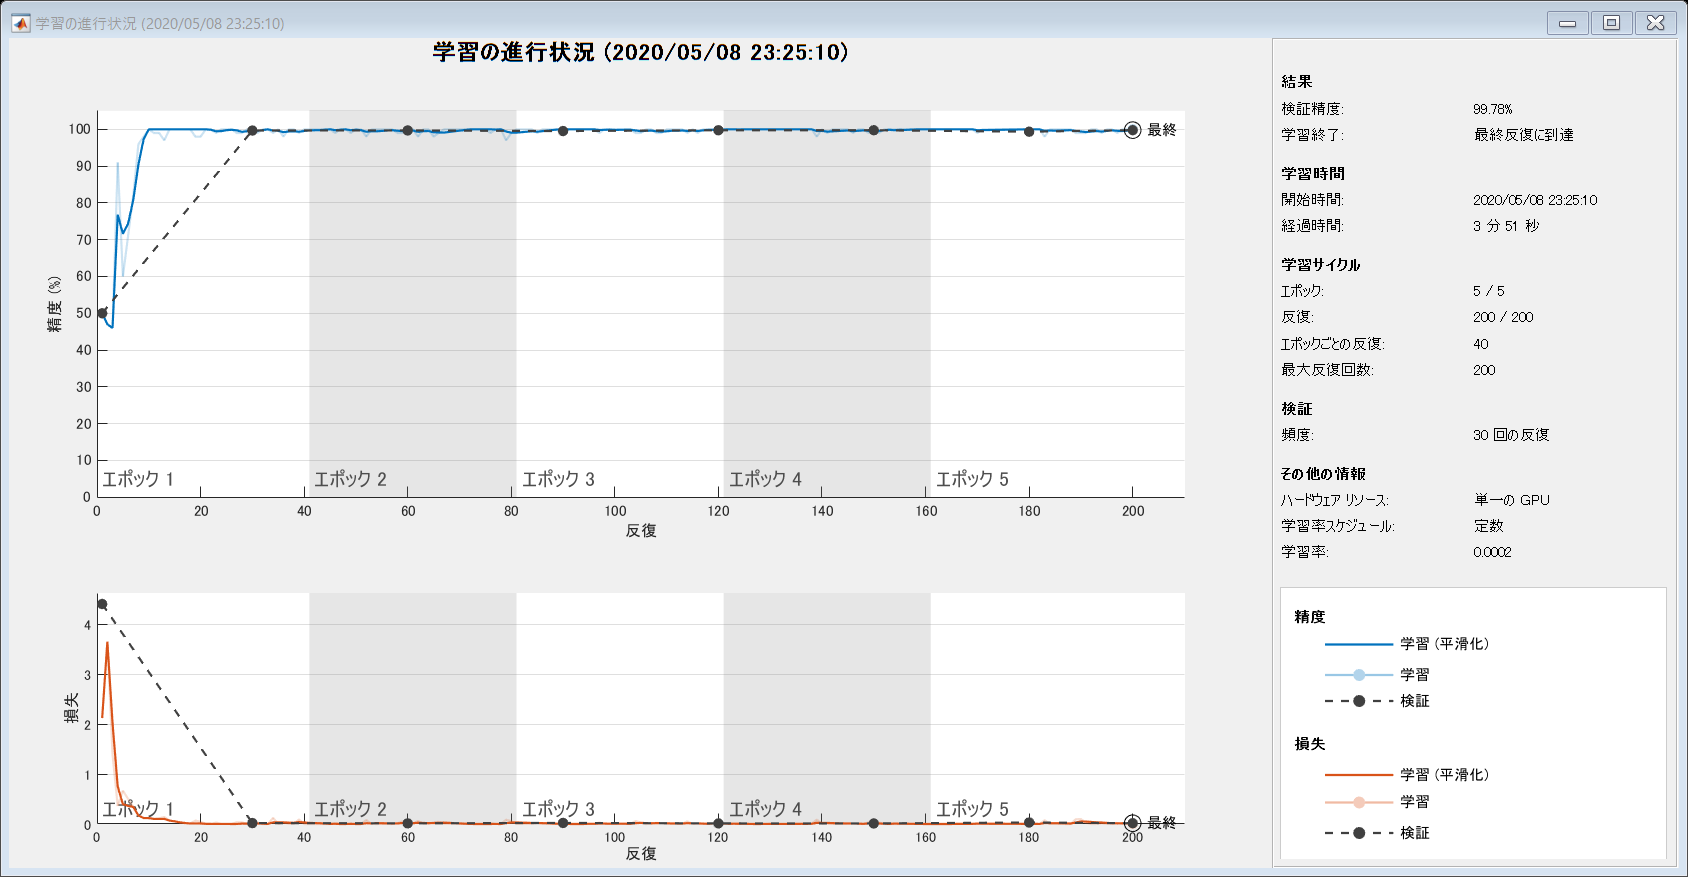 学習の進行状況 (2020/05/08 23:25:10)
学習の進行状況 (2020/05/08 23:25:10)
100
90
80
70
60
50
40
30
20
10
0
精度 (%)
エポック 1
エポック 2
エポック 3
エポック 4
エポック 5
最終
0 20 40 60 80 100 120 140 160 180 200
反復
4
3
2
1
0
損失
エポック 1
エポック 2
エポック 3
エポック 4
エポック 5
最終
0 20 40 60 80 100 120 140 160 180 200
反復
結果
検証精度: 99.78%
学習終了: 最終反復に到達
学習時間
開始時間: 2020/05/08 23:25:10
経過時間: 3 分 51 秒
学習サイクル
エポック: 5 / 5
反復: 200 / 200
エポックごとの反復: 40
最大反復回数: 200
検証
頻度: 30 回の反復
その他の情報
ハードウェア リソース: 単一の GPU
学習率スケジュール: 定数
学習率: 0.0002
精度
学習 (平滑化)
学習
検証
損失
学習 (平滑化)
学習
検証